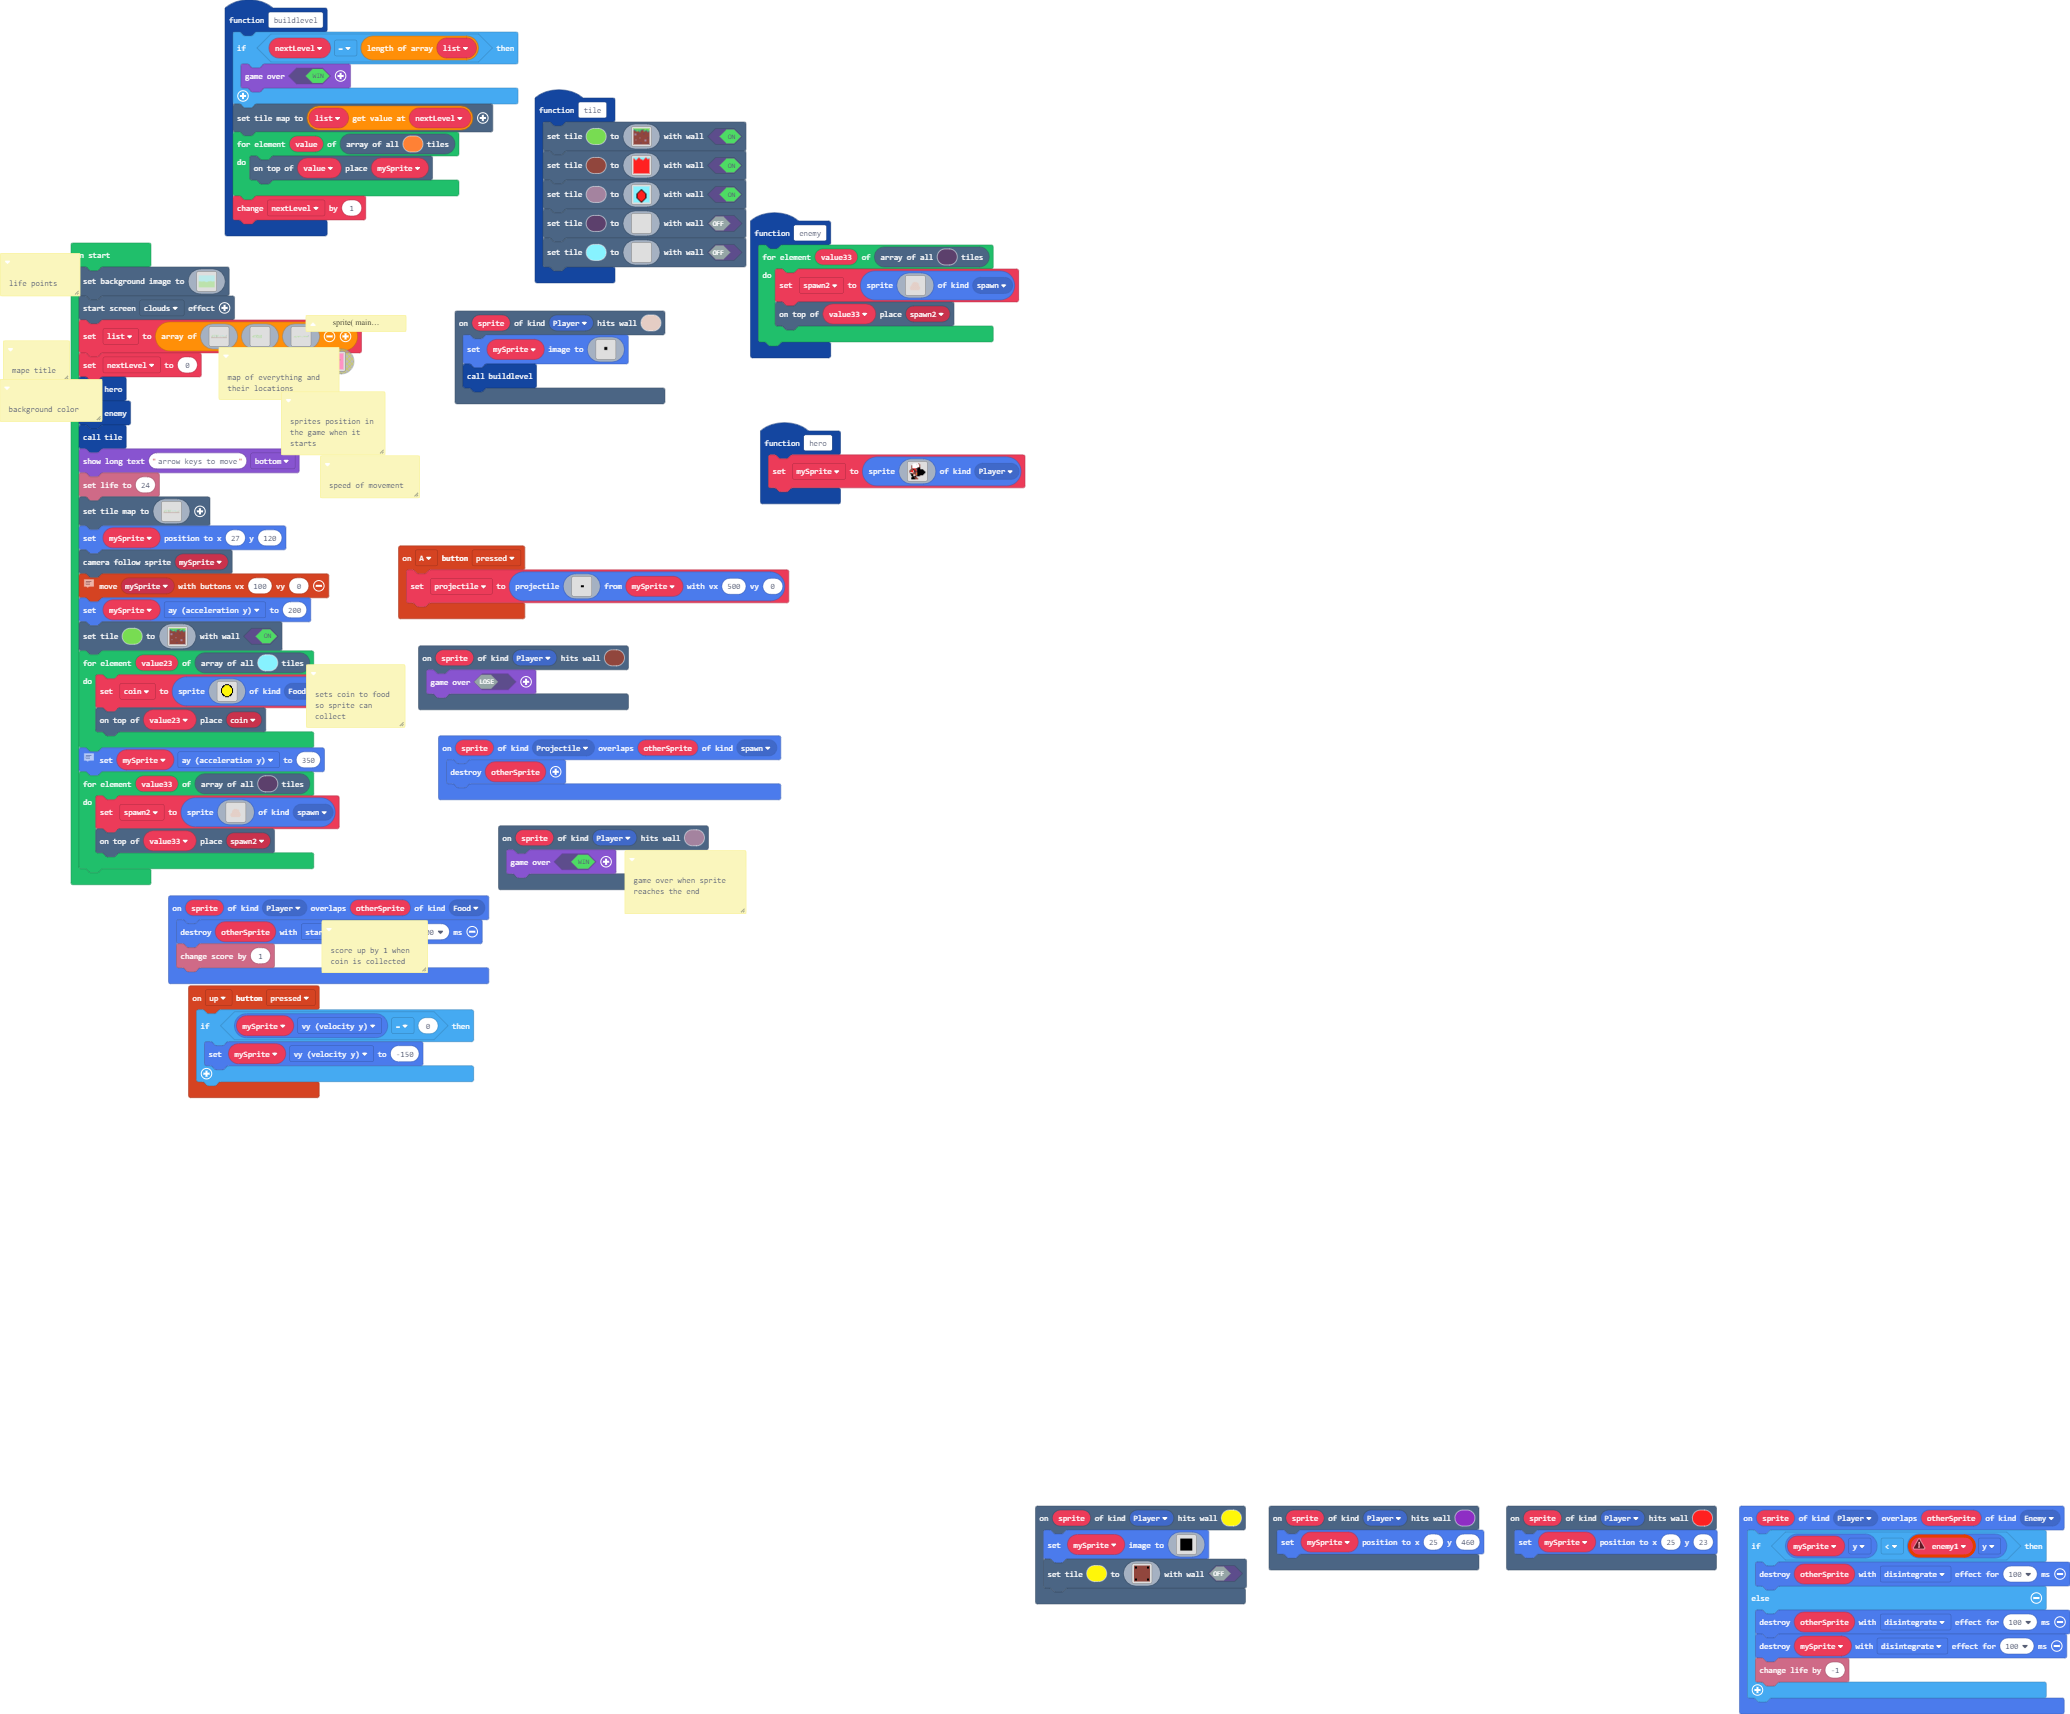 function buildlevel
if nextLevel = length of array list then
game over WIN
set tile map to list get value at nextLevel
for element value of array of all tiles
do
on top of value place mySprite
change nextLevel by 1
function tile
set tile to with wall ON
set tile to with wall ON
set tile to with wall ON
set tile to with wall OFF
set tile to with wall OFF
function enemy
for element value33 of array of all tiles
do
set spawn2 to sprite of kind spawn
on top of value33 place spawn2
n start
life points
set background image to
start screen clouds effect
set list to array of
sprite( main...
set nextLevel to 0
mape title
map of everything and
their locations
hero
background color
enemy
call tile
sprites position in
the game when it
starts
show long text "arrow keys to move" bottom
speed of movement
set life to 24
set tile map to
set mySprite position to x 27 y 120
camera follow sprite mySprite
move mySprite with buttons vx 100 vy 0
set mySprite ay (acceleration y) to 200
set tile to with wall ON
for element value23 of array of all tiles
do
set coin to sprite of kind Food
sets coin to food
so sprite can
collect
on top of value23 place coin
set mySprite ay (acceleration y) to 350
for element value33 of array of all tiles
do
set spawn2 to sprite of kind spawn
on top of value33 place spawn2
on sprite of kind Player hits wall
set mySprite image to
call buildlevel
function hero
set mySprite to sprite of kind Player
on A button pressed
set projectile to projectile from mySprite with vx 500 vy 0
on sprite of kind Player hits wall
game over LOSE
on sprite of kind Projectile overlaps otherSprite of kind spawn
destroy otherSprite
on sprite of kind Player hits wall
game over WIN
game over when sprite
reaches the end
on sprite of kind Player overlaps otherSprite of kind Food
destroy otherSprite with ms
score up by 1 when
coin is collected
change score by 1
on up button pressed
if mySprite vy (velocity y) = 0 then
set mySprite vy (velocity y) to -150
on sprite of kind Player hits wall
set mySprite image to
set tile to with wall OFF
on sprite of kind Player hits wall
set mySprite position to x 25 y 460
on sprite of kind Player hits wall
set mySprite position to x 25 y 23
on sprite of kind Player overlaps otherSprite of kind Enemy
if mySprite y < enemy1 y then
destroy otherSprite with disintegrate effect for 100 ms
else
destroy otherSprite with disintegrate effect for 100 ms
destroy mySprite with disintegrate effect for 100 ms
change life by -1